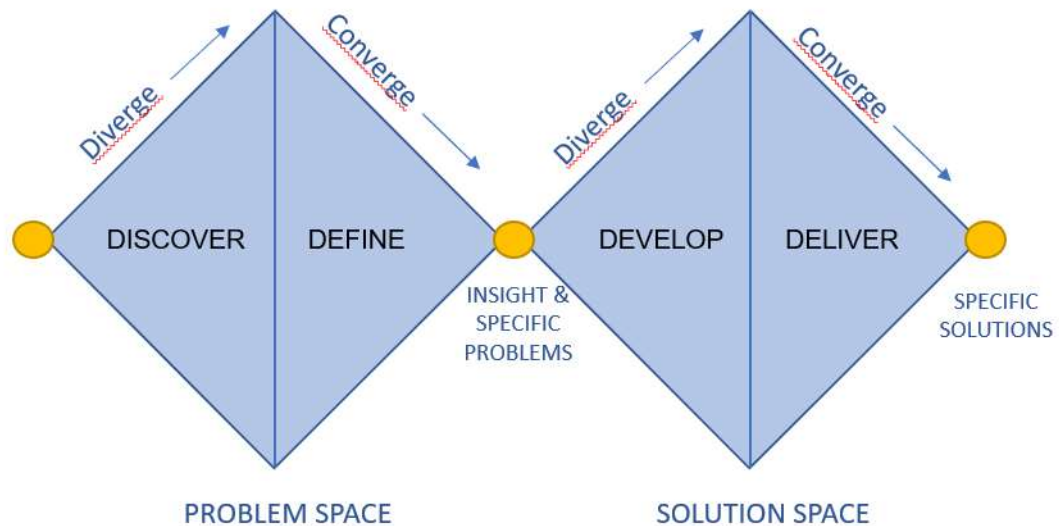 Diverge
Converge
Diverge
Converge
DISCOVER
DEFINE
DEVELOP
DELIVER
INSIGHT &
SPECIFIC
PROBLEMS
SPECIFIC
SOLUTIONS
PROBLEM SPACE
SOLUTION SPACE